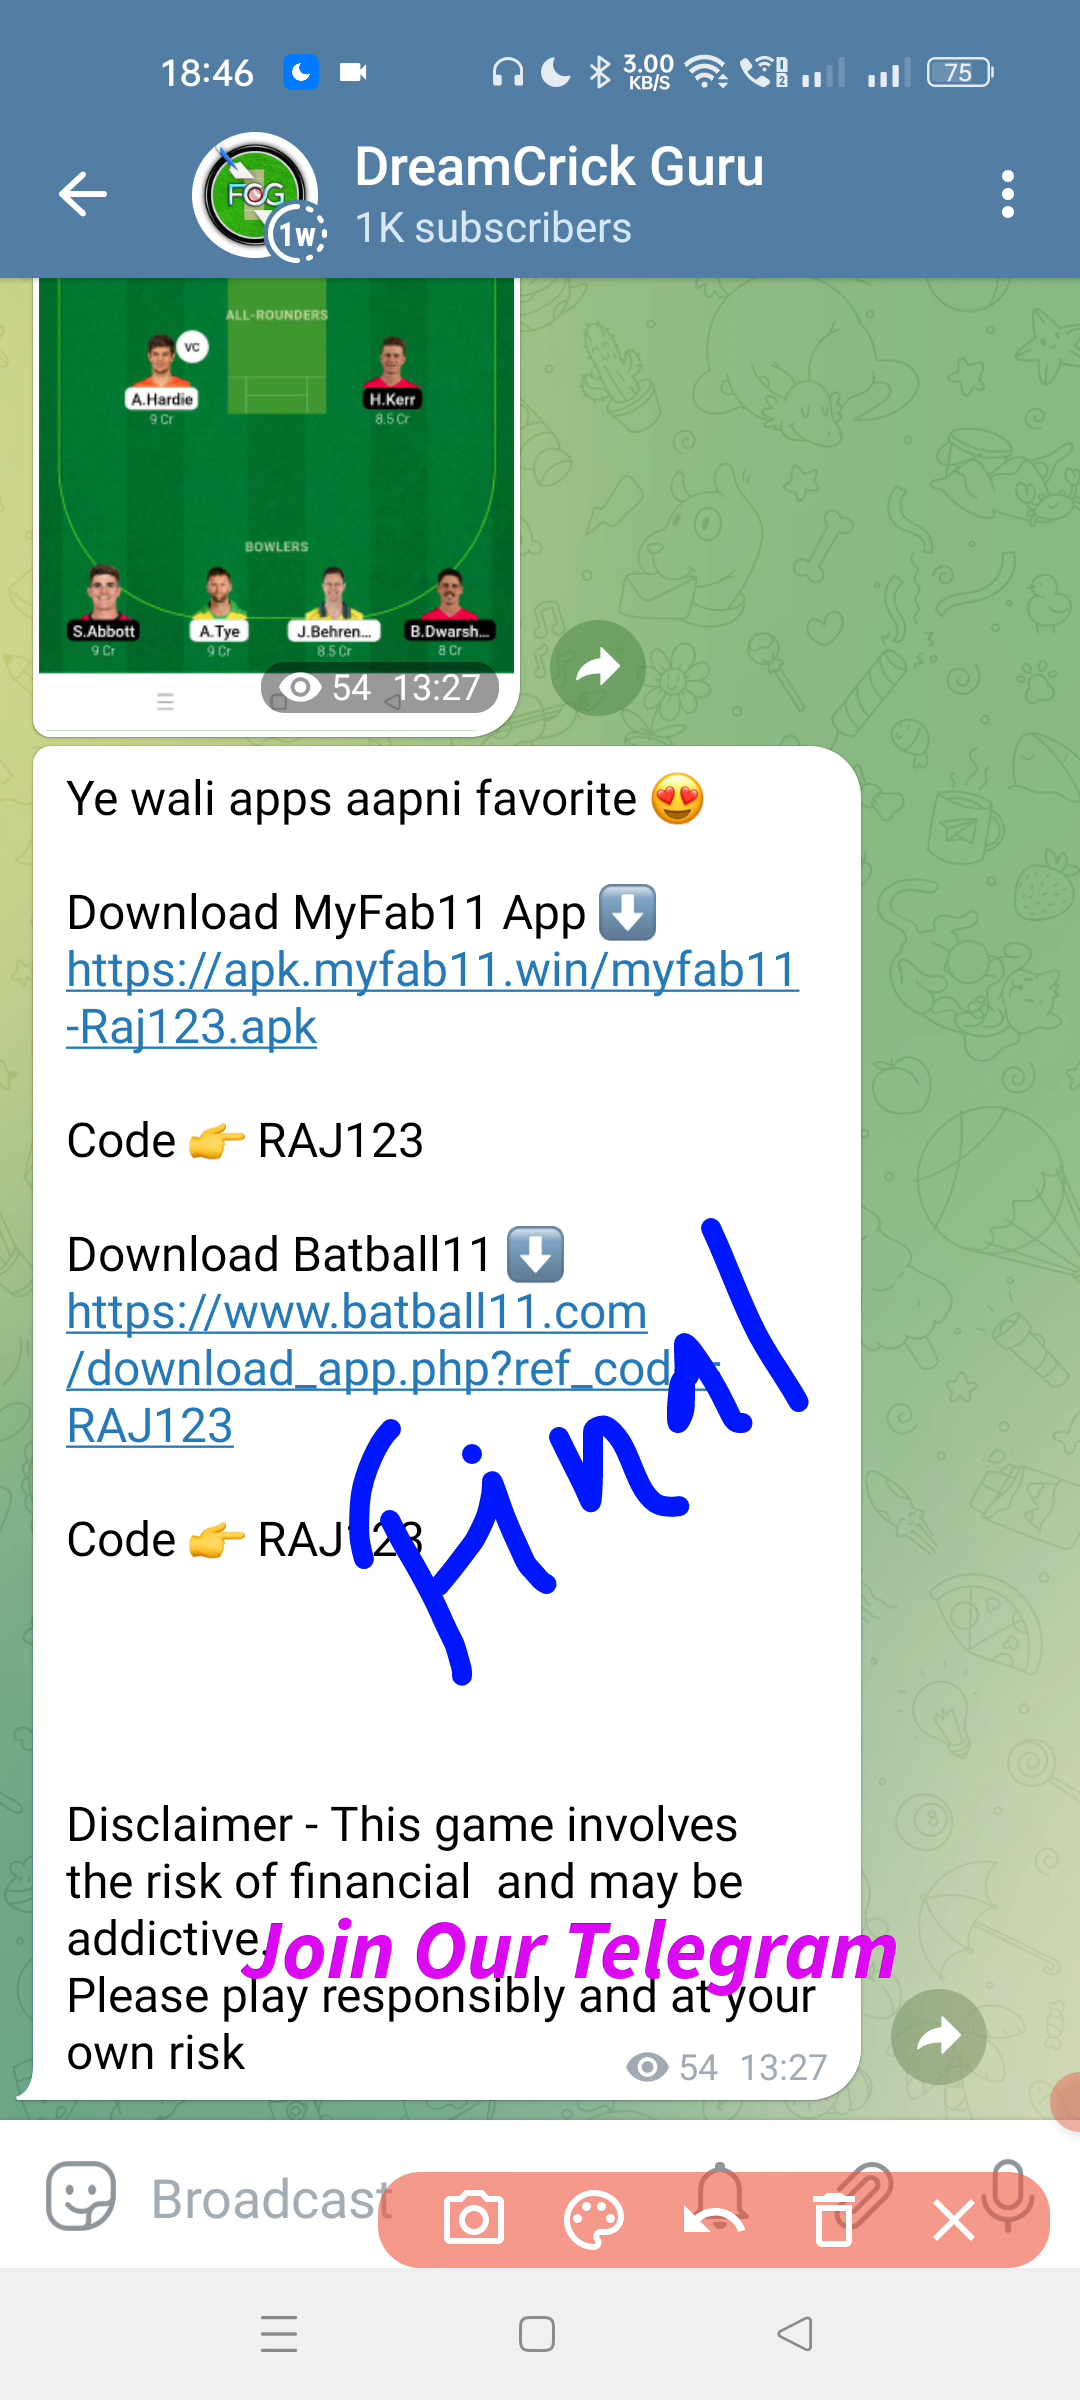 18:46
3.00
KB/S
1
2
75
DreamCrick Guru
FCG
1w
1K subscribers
ALL-ROUNDERS
VC
A.Hardie
H.Kerr
9 Cr
8.5 Cr
BOWLERS
S.Abbott
A.Tye
J.Behren...
B.Dwarsh...
9 Cr
9 Cr
8.5 Cr
8 Cr
54 13:27
Ye wali apps aapni favorite 😍
Download MyFab11 App ⬇️
https://apk.myfab11.win/myfab11
-Raj123.apk
Code 👉 RAJ123
Download Batball11 ⬇️
https://www.batball11.com
/download_app.php?ref_code=
RAJ123
Code 👉 RAJ123
Final
Disclaimer - This game involves
the risk of financial  and may be
addictive.
Join Our Telegram
Please play responsibly and at your
own risk
54 13:27
Broadcast